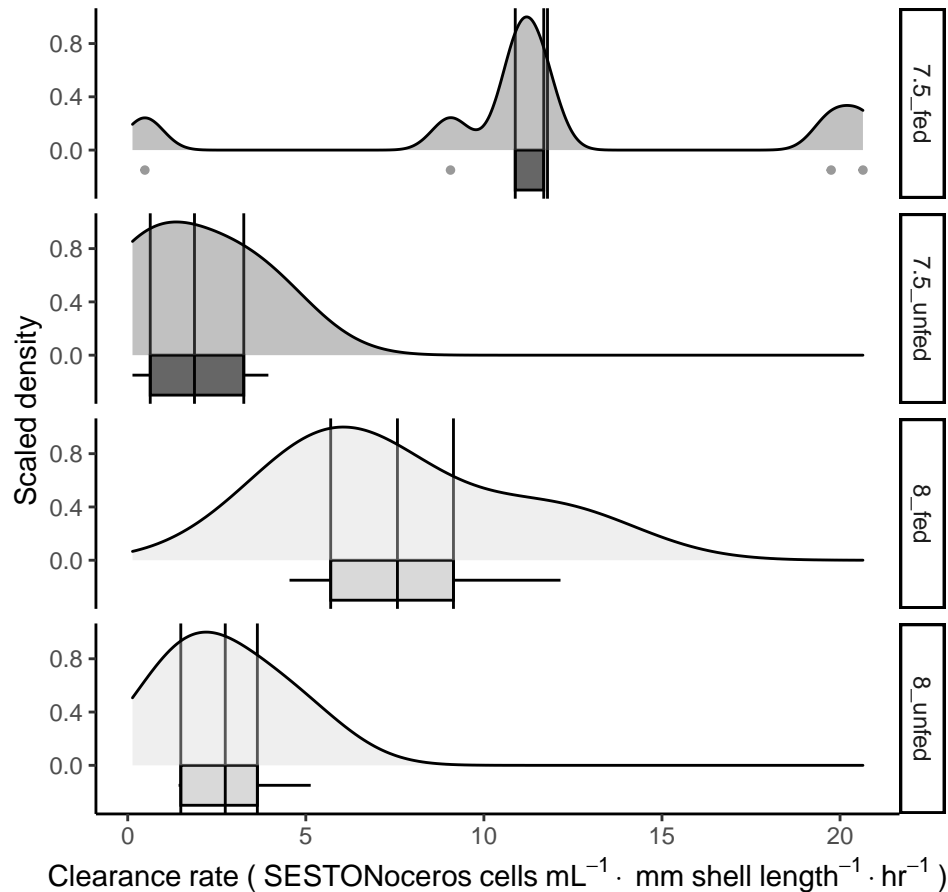 0.8
0.4
0.0
7.5_fed
0.8
0.4
0.0
7.5_unfed
0.8
0.4
0.0
8_fed
0.8
0.4
0.0
8_unfed
Scaled density
0 5 10 15 20
Clearance rate ( SESTONoceros cells mL⁻¹ · mm shell length⁻¹ · hr⁻¹ )